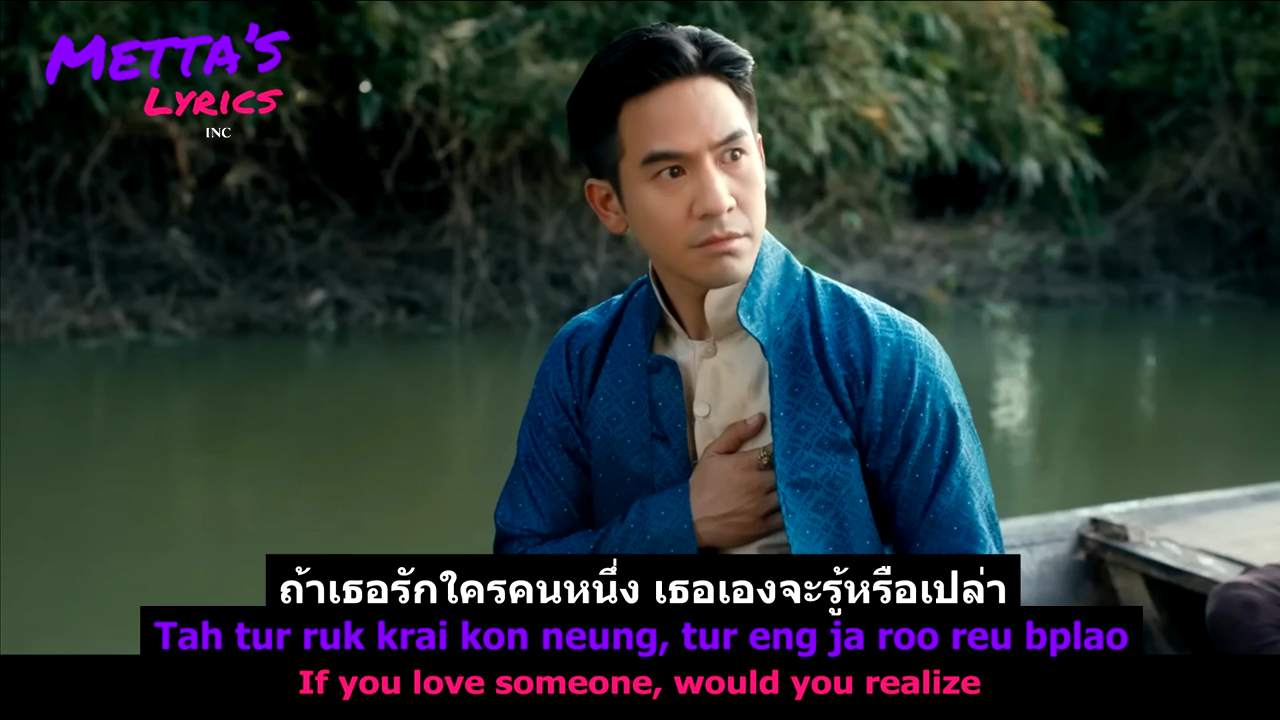 METTA'S
LYRICS
INC
ถ้าเธอรักใครคนหนึ่ง เธอเองจะรู้หรือเปล่า
Tah tur ruk krai kon neung, tur eng ja roo reu bplao
If you love someone, would you realize